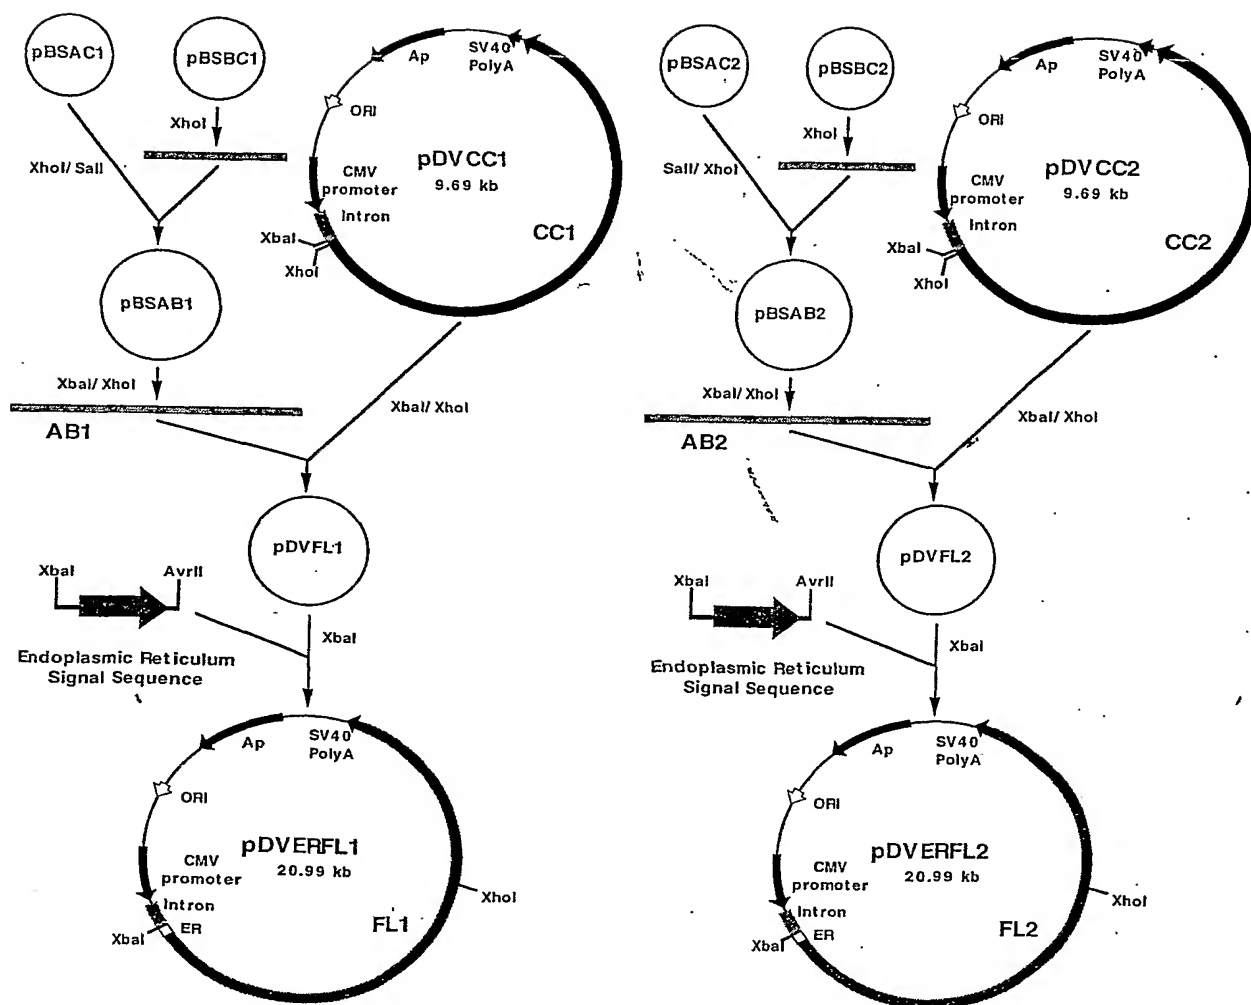 pBSAC1
pBSBC1
XhoI
XhoI/ SalI
pBSAB1
XbaI/ XhoI
AB1
Ap
SV40
PolyA
ORI
pDVCC1
9.69 kb
CMV
promoter
Intron
XbaI
XhoI
CC1
XbaI/ XhoI
pDVFL1
XbaI
AvrII
XbaI
Endoplasmic Reticulum
Signal Sequence
Ap
SV40
PolyA
ORI
pDVERFL1
20.99 kb
CMV
promoter
Intron
ER
XbaI
XhoI
FL1
pBSAC2
pBSBC2
XhoI
SalI/ XhoI
pBSAB2
XbaI/ XhoI
AB2
Ap
SV40
PolyA
ORI
pDVCC2
9.69 kb
CMV
promoter
Intron
XbaI
XhoI
CC2
XbaI/ XhoI
pDVFL2
XbaI
AvrII
XbaI
Endoplasmic Reticulum
Signal Sequence
Ap
SV40
PolyA
ORI
pDVERFL2
20.99 kb
CMV
promoter
Intron
ER
XbaI
XhoI
FL2